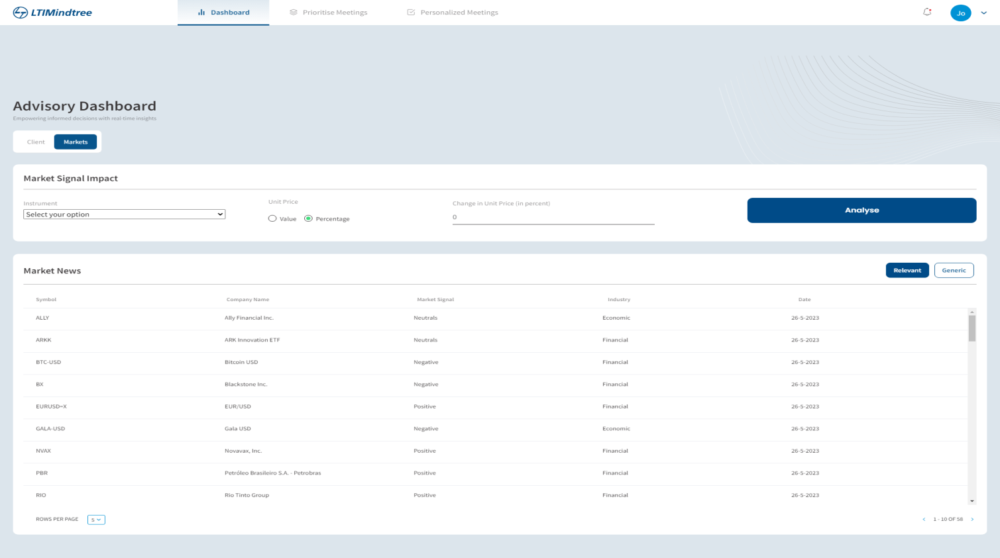 LTIMindtree Dashboard Prioritise Meetings Personalized Meetings Jo
Advisory Dashboard
Empowering informed decisions with real-time insights
Client Markets
Market Signal Impact
Instrument Unit Price Change in Unit Price (in percent)
Select your option Value Percentage 0 Analyse
Market News Relevant Generic
Symbol Company Name Market Signal Industry Date
ALLY Ally Financial Inc. Neutrals Economic 26-5-2023
ARKK ARK Innovation ETF Neutrals Financial 26-5-2023
BTC-USD Bitcoin USD Negative Financial 26-5-2023
BX Blackstone Inc. Negative Financial 26-5-2023
EURUSD=X EUR/USD Positive Financial 26-5-2023
GALA-USD Gala USD Negative Economic 26-5-2023
NVAX Novavax, Inc. Positive Financial 26-5-2023
PBR Petróleo Brasileiro S.A. - Petrobras Positive Financial 26-5-2023
RIO Rio Tinto Group Positive Financial 26-5-2023
ROWS PER PAGE 5 < 1 - 10 OF 58 >